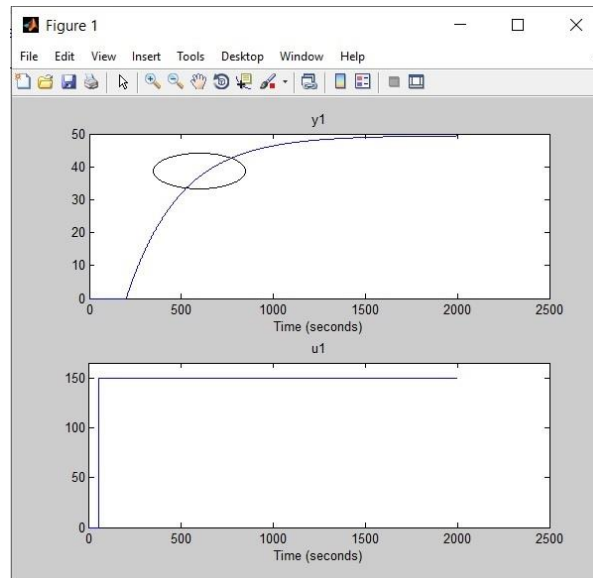 Figure 1
File Edit View Insert Tools Desktop Window Help
y1
50
40
30
20
10
0
0 500 1000 1500 2000 2500
Time (seconds)
u1
150
100
50
0
0 500 1000 1500 2000 2500
Time (seconds)